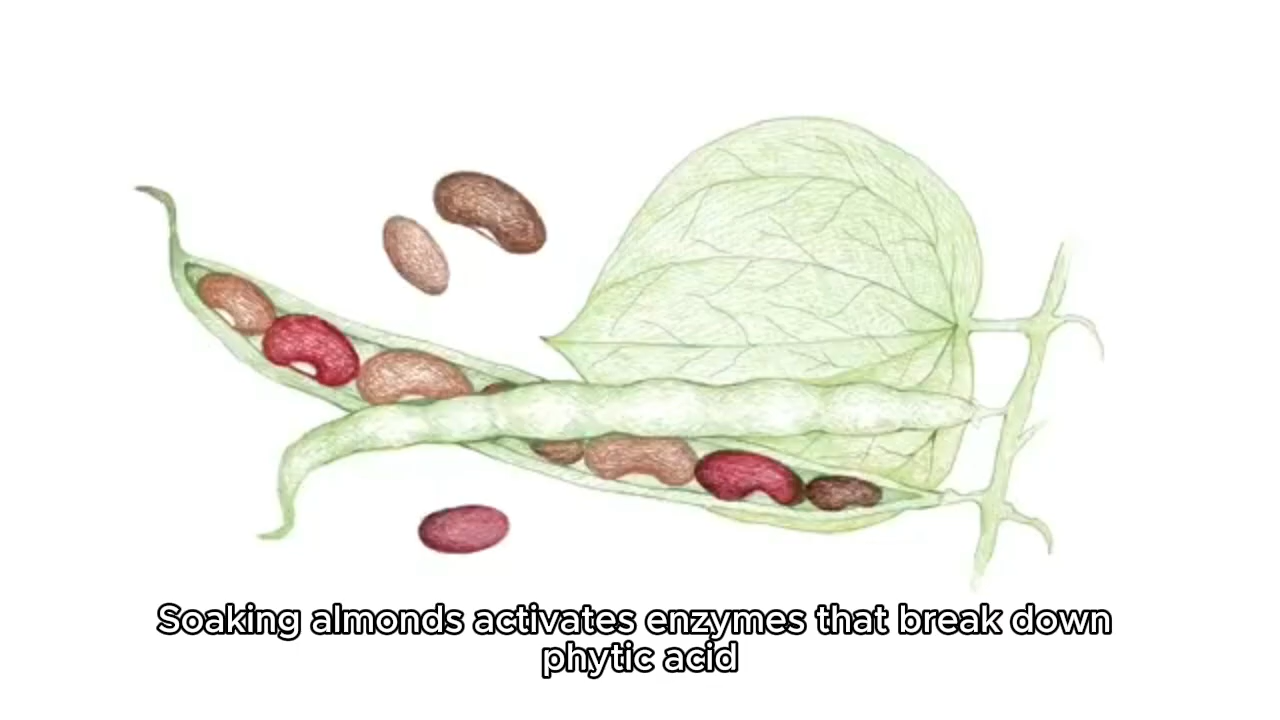 Soaking almonds activates enzymes that break down
phytic acid